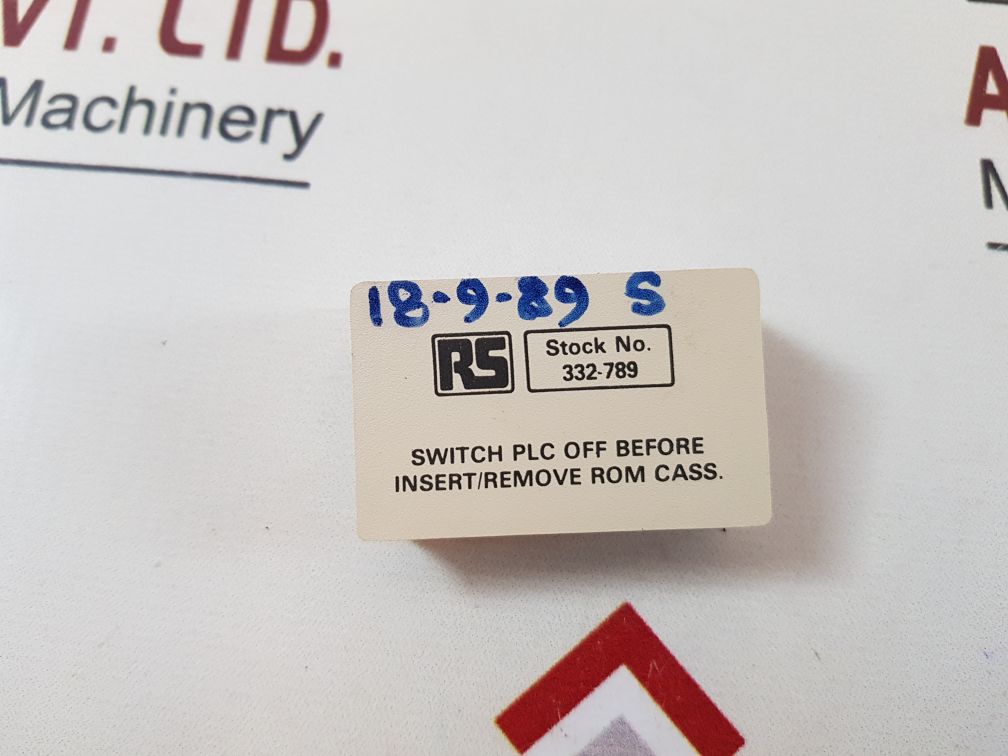 VT. LTD.
Machinery
18-9-89 S
RS
Stock No.
332-789
SWITCH PLC OFF BEFORE
INSERT/REMOVE ROM CASS.